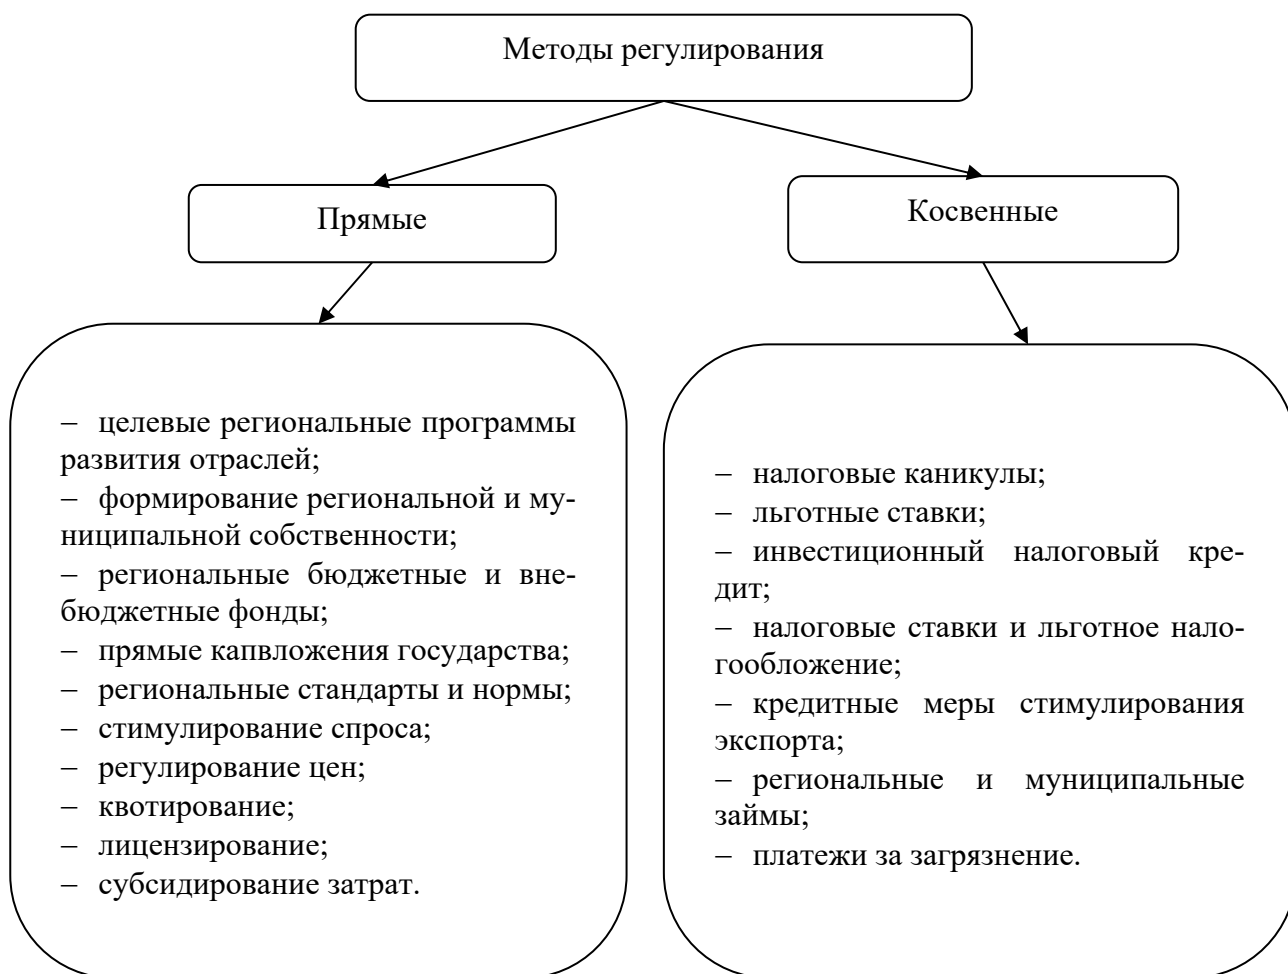 Методы регулирования
Прямые
Косвенные
– целевые региональные программы
развития отраслей;
– формирование региональной и му-
ниципальной собственности;
– региональные бюджетные и вне-
бюджетные фонды;
– прямые капвложения государства;
– региональные стандарты и нормы;
– стимулирование спроса;
– регулирование цен;
– квотирование;
– лицензирование;
– субсидирование затрат.
– налоговые каникулы;
– льготные ставки;
– инвестиционный налоговый кре-
дит;
– налоговые ставки и льготное нало-
гообложение;
– кредитные меры стимулирования
экспорта;
– региональные и муниципальные
займы;
– платежи за загрязнение.